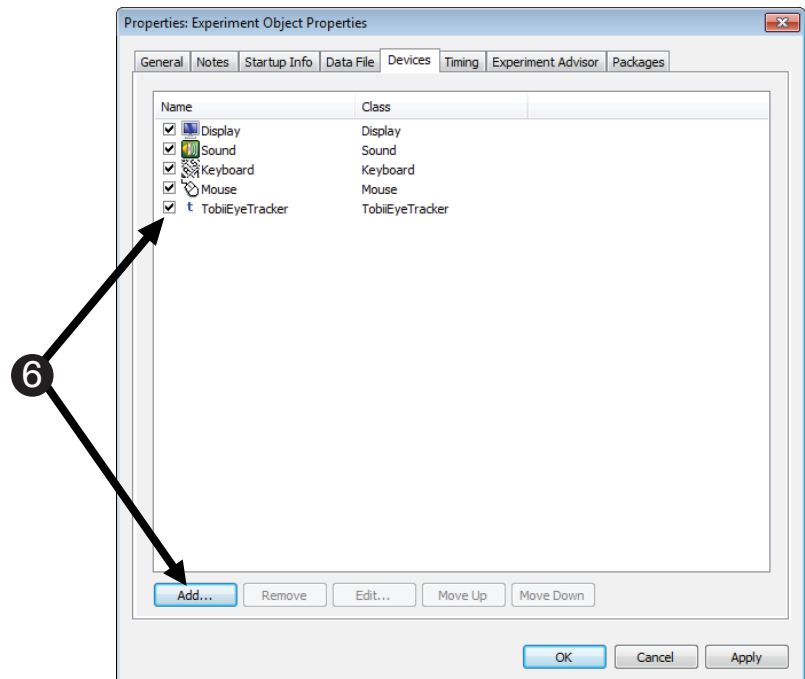 Properties: Experiment Object Properties
General Notes Startup Info Data File Devices Timing Experiment Advisor Packages
Name Class
Display Display
Sound Sound
Keyboard Keyboard
Mouse Mouse
t TobiiEyeTracker TobiiEyeTracker
6
Add... Remove Edit... Move Up Move Down
OK Cancel Apply